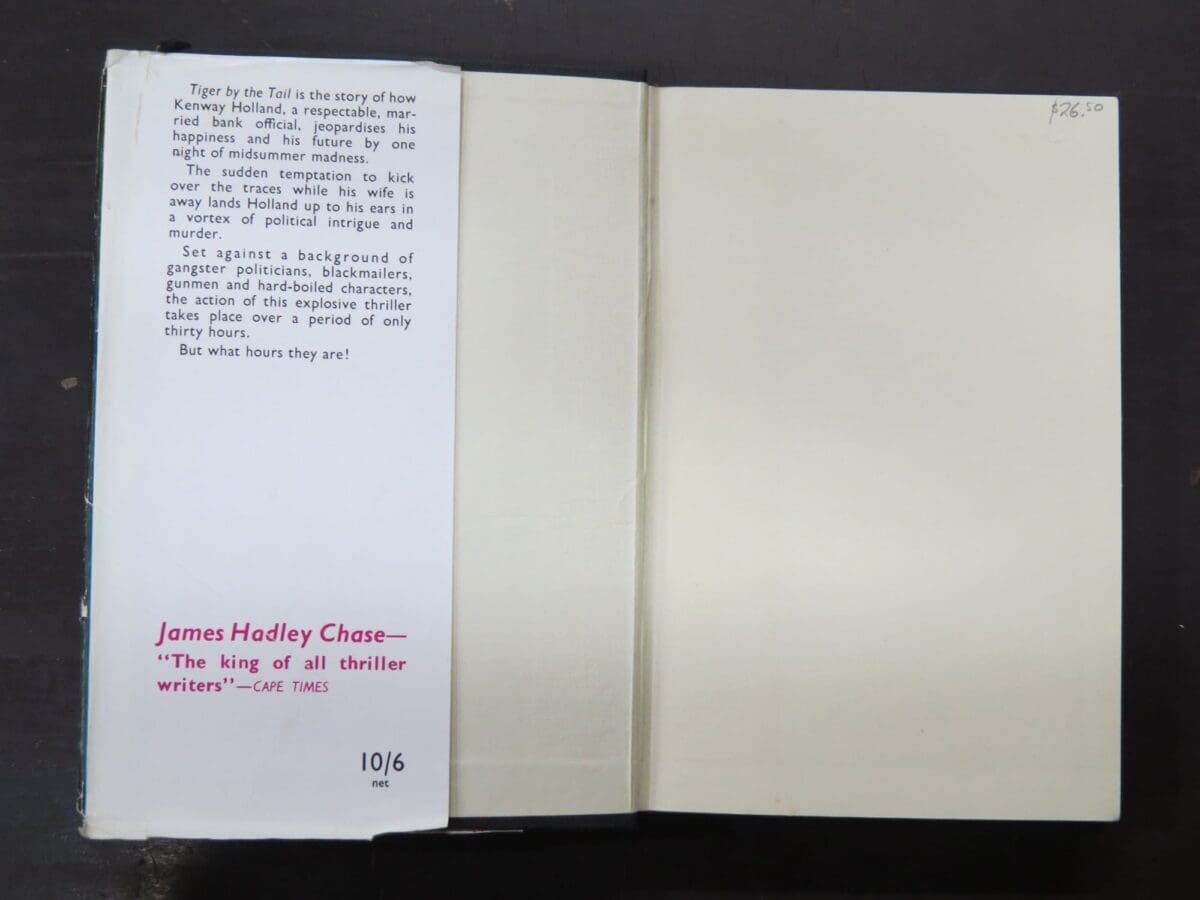 Tiger by the Tail is the story of how
Kenway Holland, a respectable, mar-
ried bank official, jeopardises his
happiness and his future by one
night of midsummer madness.
The sudden temptation to kick
over the traces while his wife is
away lands Holland up to his ears in
a vortex of political intrigue and
murder.
Set against a background of
gangster politicians, blackmailers,
gunmen and hard-boiled characters,
the action of this explosive thriller
takes place over a period of only
thirty hours.
But what hours they are!
James Hadley Chase—
"The king of all thriller
writers"—CAPE TIMES
10/6
net
$26.50